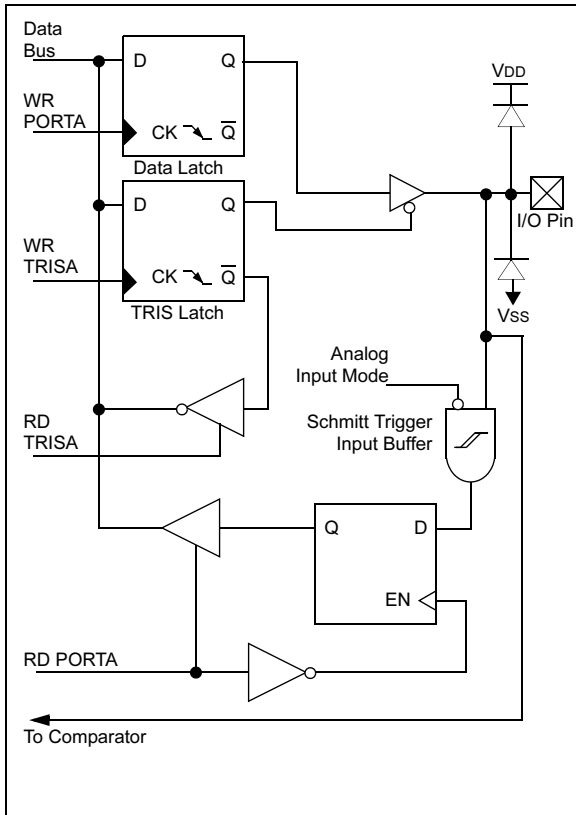 Data
Bus
D Q
VDD
WR
PORTA
CK Q̅
Data Latch
I/O Pin
D Q
WR
TRISA
CK Q̅
TRIS Latch
VSS
Analog
Input Mode
RD
TRISA
Schmitt Trigger
Input Buffer
Q D
EN
RD PORTA
To Comparator